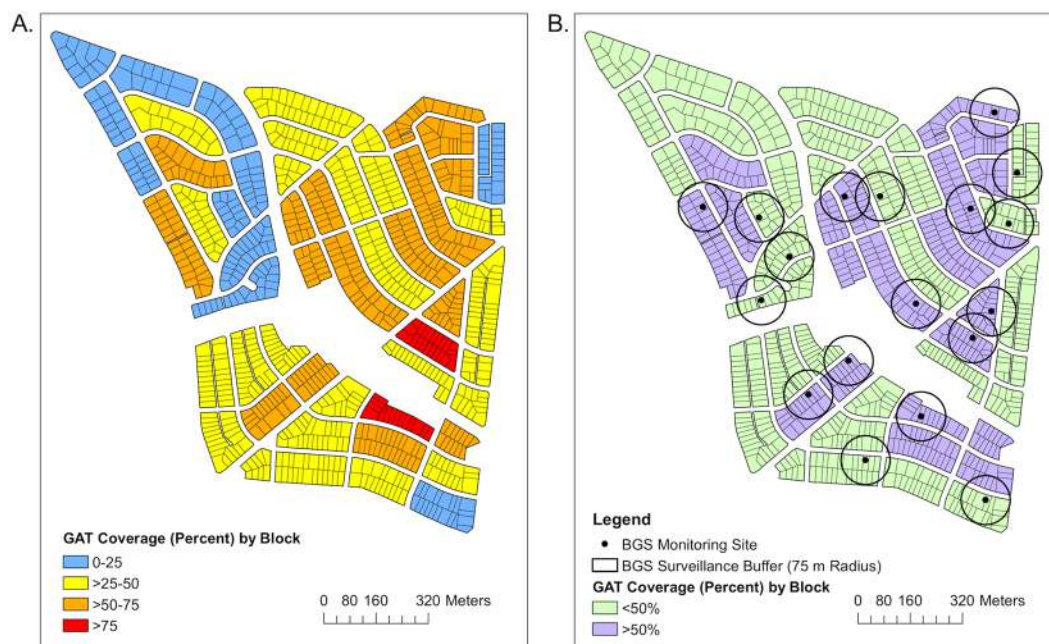 A.
GAT Coverage (Percent) by Block
0-25
>25-50
>50-75
>75
0 80 160 320 Meters
B.
Legend
BGS Monitoring Site
BGS Surveillance Buffer (75 m Radius)
GAT Coverage (Percent) by Block
<50%
>50%
0 80 160 320 Meters